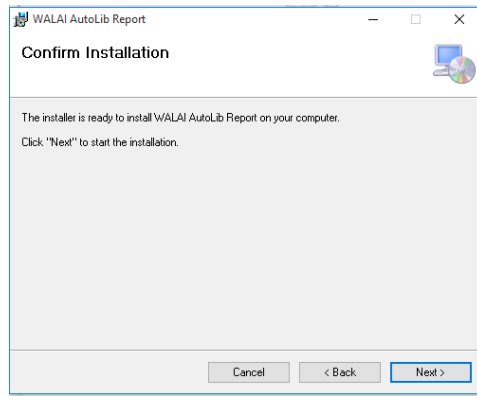 WALAI AutoLib Report
Confirm Installation
The installer is ready to install WALAI AutoLib Report on your computer.
Click "Next" to start the installation.
Cancel
< Back
Next >